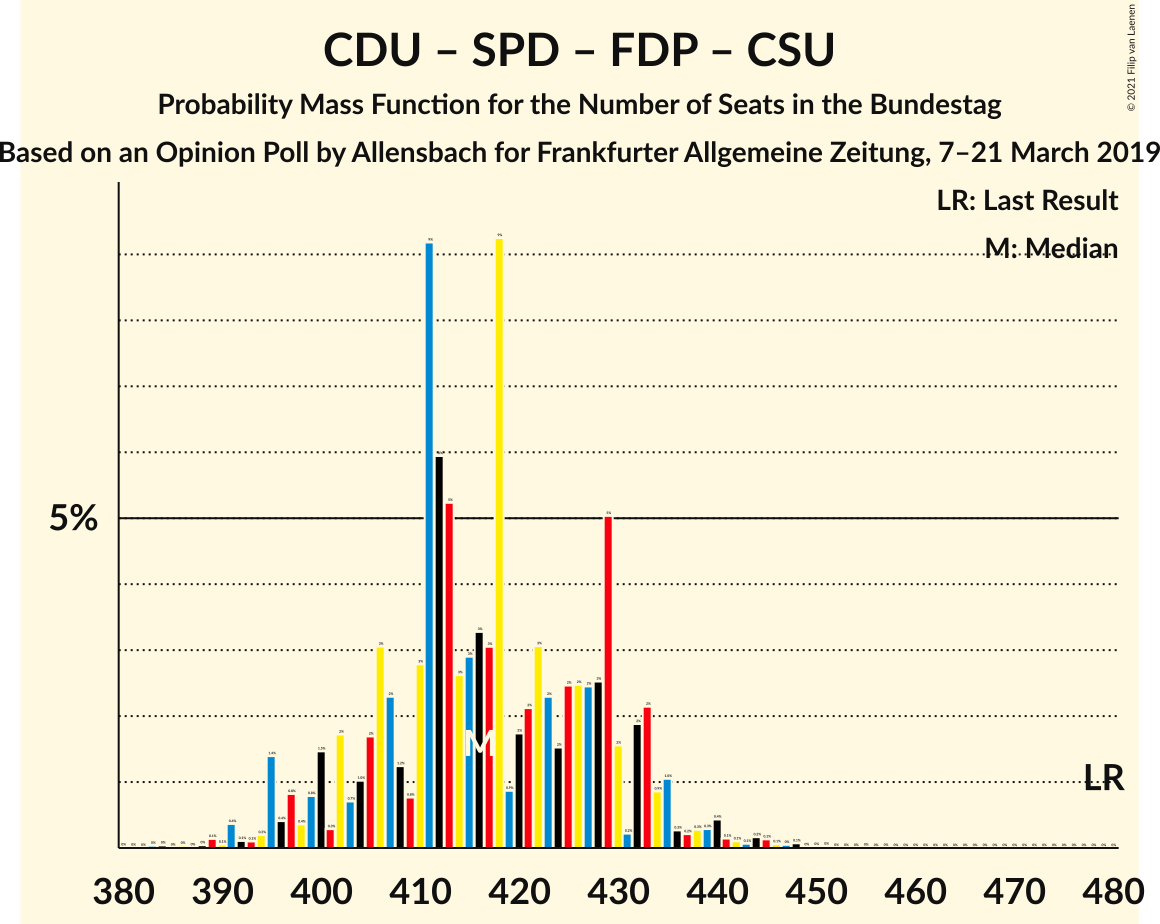 CDU – SPD – FDP – CSU
© 2021 Filip van Laenen
Probability Mass Function for the Number of Seats in the Bundestag
Based on an Opinion Poll by Allensbach for Frankfurter Allgemeine Zeitung, 7–21 March 2019
LR: Last Result
M: Median
5%
M
LR
380 390 400 410 420 430 440 450 460 470 480